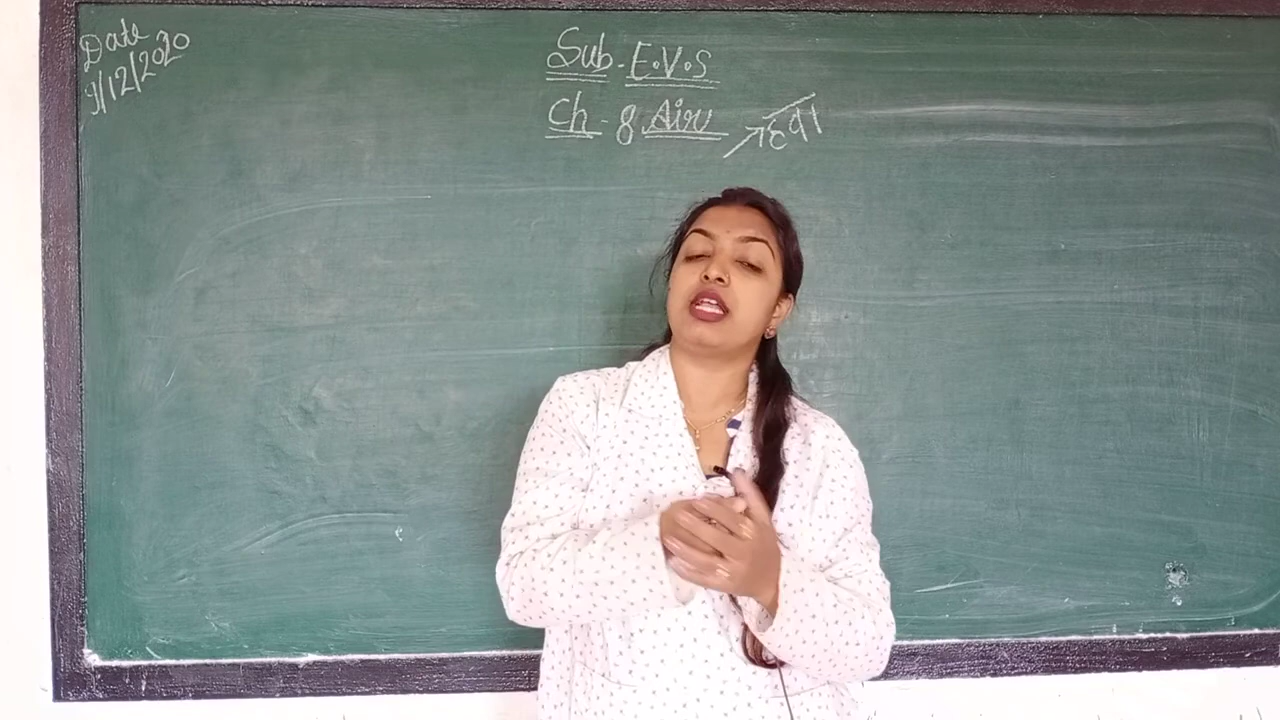 Date
9/12/2020
Sub - E.V.S
Ch - 8 Air → हवा